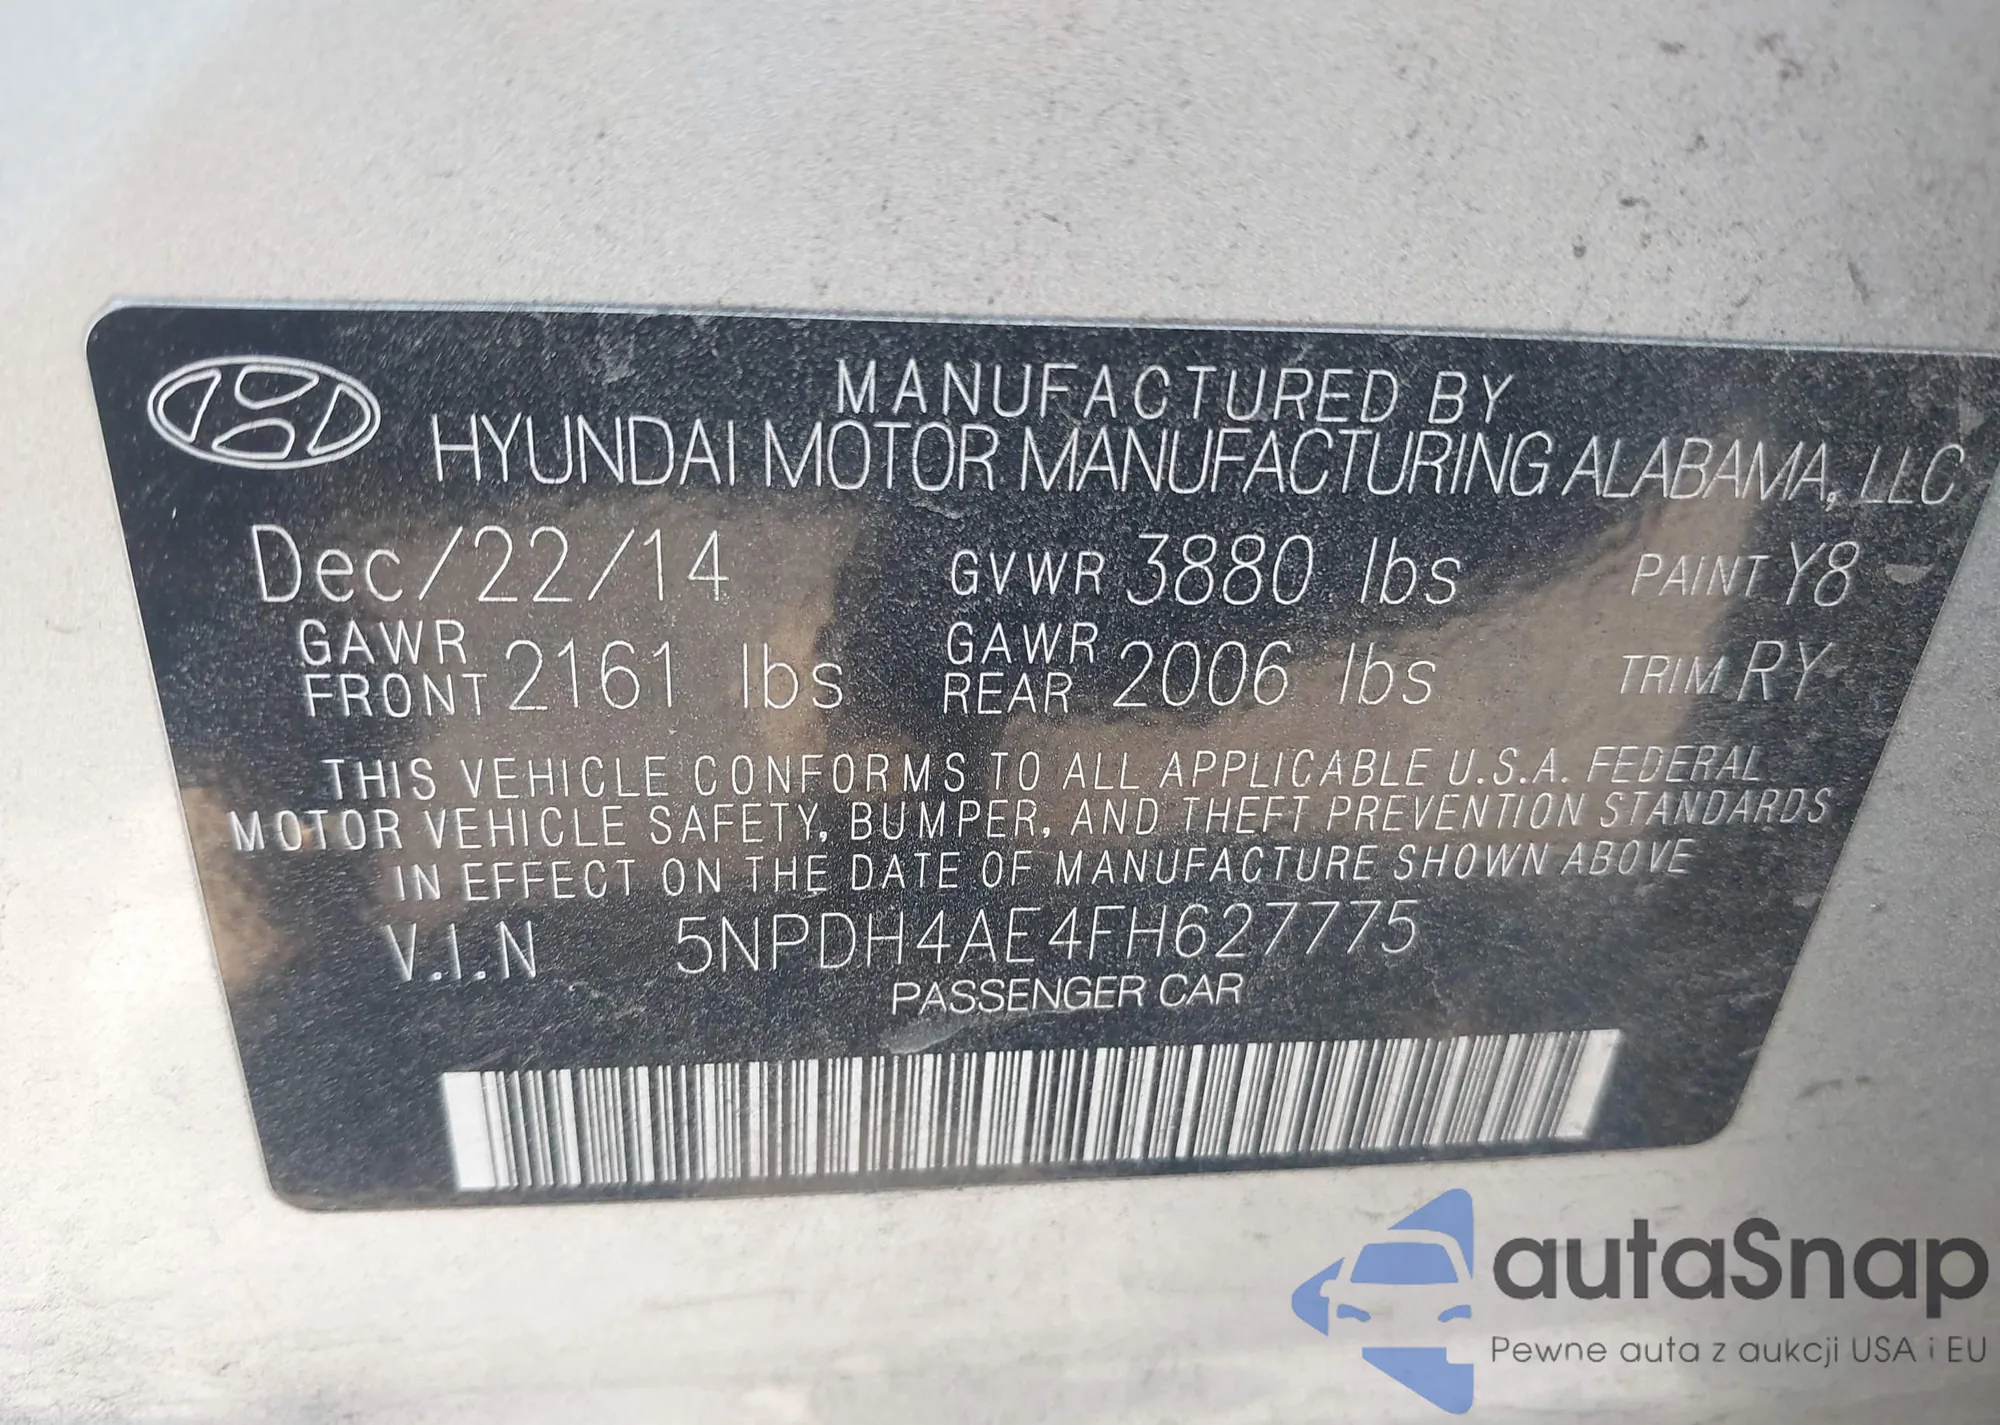 MANUFACTURED BY
HYUNDAI MOTOR MANUFACTURING ALABAMA, LLC
Dec/22/14 GVWR 3880 lbs PAINT Y8
GAWR FRONT 2161 lbs GAWR REAR 2006 lbs TRIM RY
THIS VEHICLE CONFORMS TO ALL APPLICABLE U.S.A. FEDERAL
MOTOR VEHICLE SAFETY, BUMPER, AND THEFT PREVENTION STANDARDS
IN EFFECT ON THE DATE OF MANUFACTURE SHOWN ABOVE
V.I.N 5NPDH4AE4FH627775
PASSENGER CAR
autaSnap
Pewne auta z aukcji USA i EU